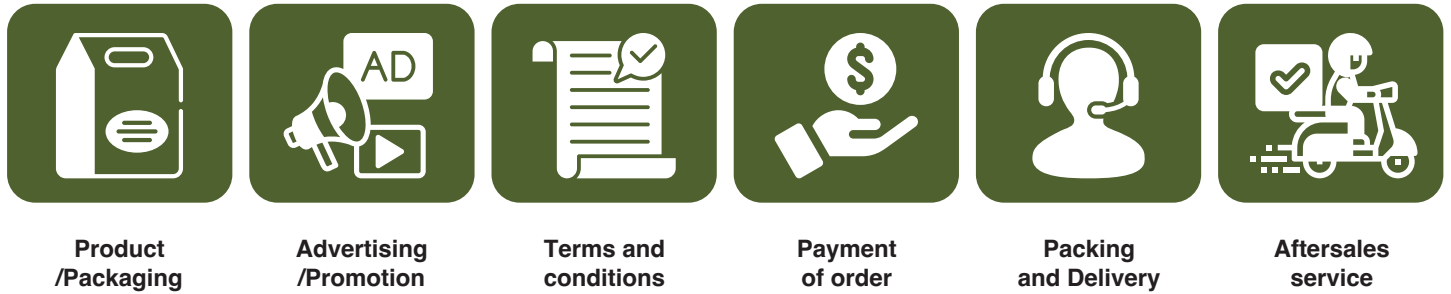 AD
Product
/Packaging
Advertising
/Promotion
Terms and
conditions
Payment
of order
Packing
and Delivery
Aftersales
service